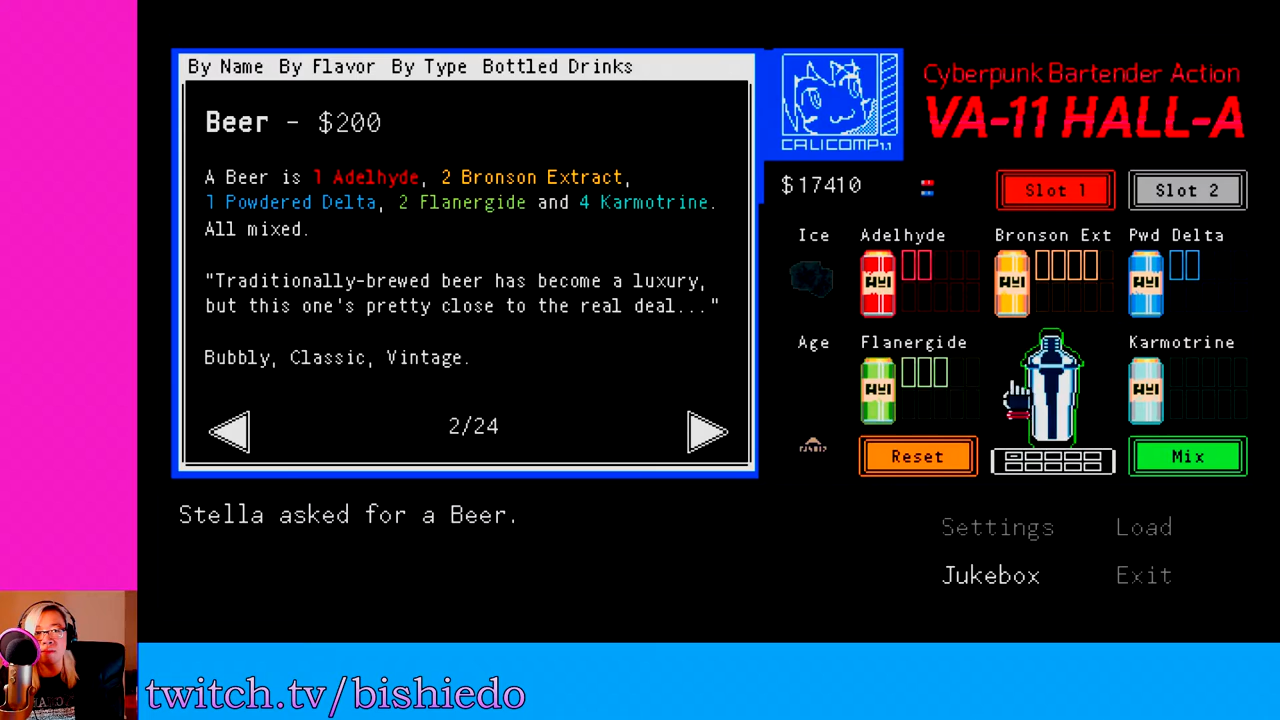 By Name By Flavor By Type Bottled Drinks
Beer - $200
A Beer is 1 Adelhyde, 2 Bronson Extract,
1 Powdered Delta, 2 Flanergide and 4 Karmotrine.
All mixed.
"Traditionally-brewed beer has become a luxury,
but this one's pretty close to the real deal..."
Bubbly, Classic, Vintage.
2/24
Stella asked for a Beer.
CALICOMP1.1
Cyberpunk Bartender Action
VA-11 HALL-A
$17410
Slot 1
Slot 2
Ice
Adelhyde
Bronson Ext
Pwd Delta
Age
Flanergide
Karmotrine
Reset
Mix
Settings
Load
Jukebox
Exit
twitch.tv/bishiedo